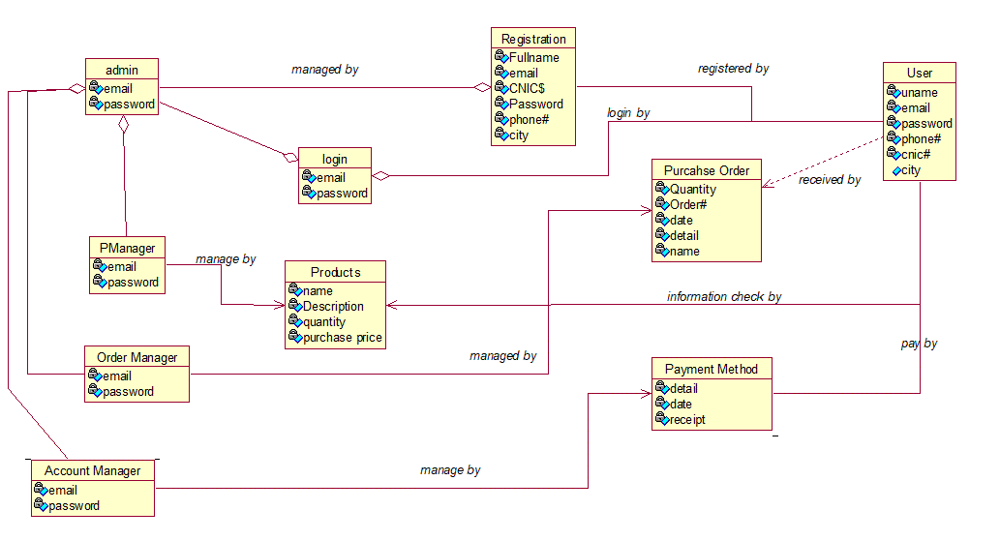 Registration
Fullname
email
CNIC$
Password
phone#
city
admin
email
password
managed by
registered by
User
uname
email
password
phone#
cnic#
city
login by
login
email
password
Purcahse Order
Quantity
Order#
date
detail
name
received by
PManager
email
password
manage by
Products
name
Description
quantity
purchase price
information check by
Order Manager
email
password
managed by
pay by
Payment Method
detail
date
receipt
Account Manager
email
password
manage by